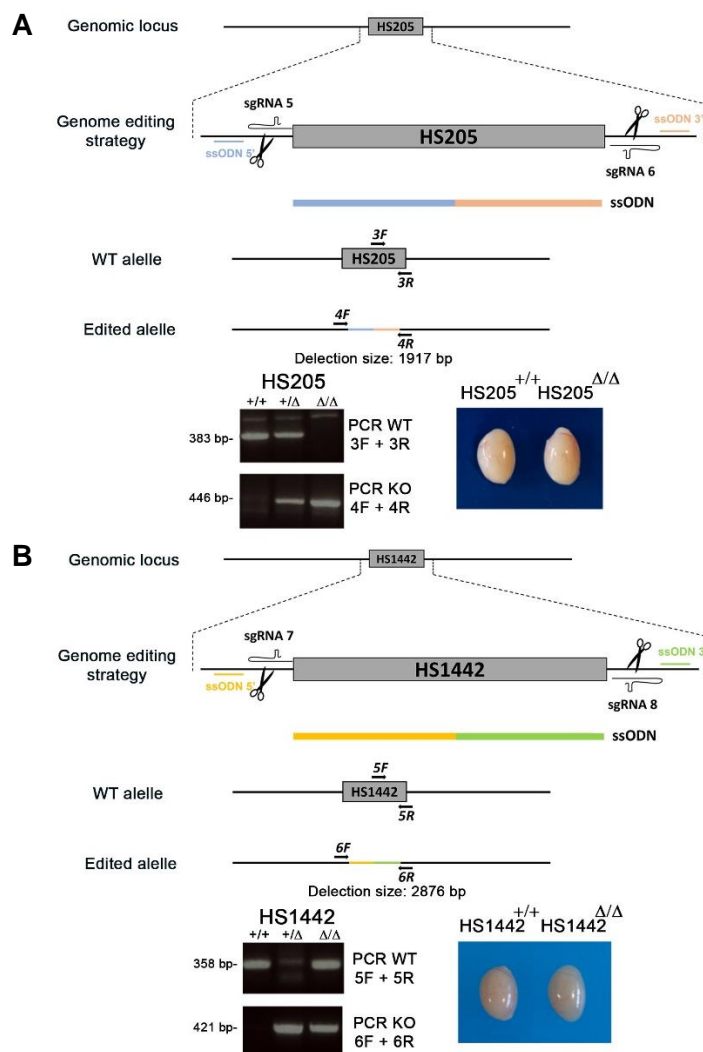 A
Genomic locus
HS205
Genome editing
strategy
sgRNA 5
ssODN 5'
HS205
ssODN 3'
sgRNA 6
ssODN
WT alelle
3F
HS205
3R
Edited alelle
4F
4R
Delection size: 1917 bp
HS205
+/+ +/Δ Δ/Δ
383 bp-
PCR WT
3F + 3R
446 bp-
PCR KO
4F + 4R
HS205+/+ HS205Δ/Δ
B
Genomic locus
HS1442
Genome editing
strategy
sgRNA 7
ssODN 5'
HS1442
ssODN 3
sgRNA 8
ssODN
WT alelle
5F
HS1442
5R
Edited alelle
6F
6R
Delection size: 2876 bp
HS1442
+/+ +/Δ Δ/Δ
358 bp-
PCR WT
5F + 5R
421 bp-
PCR KO
6F + 6R
HS1442+/+ HS1442Δ/Δ